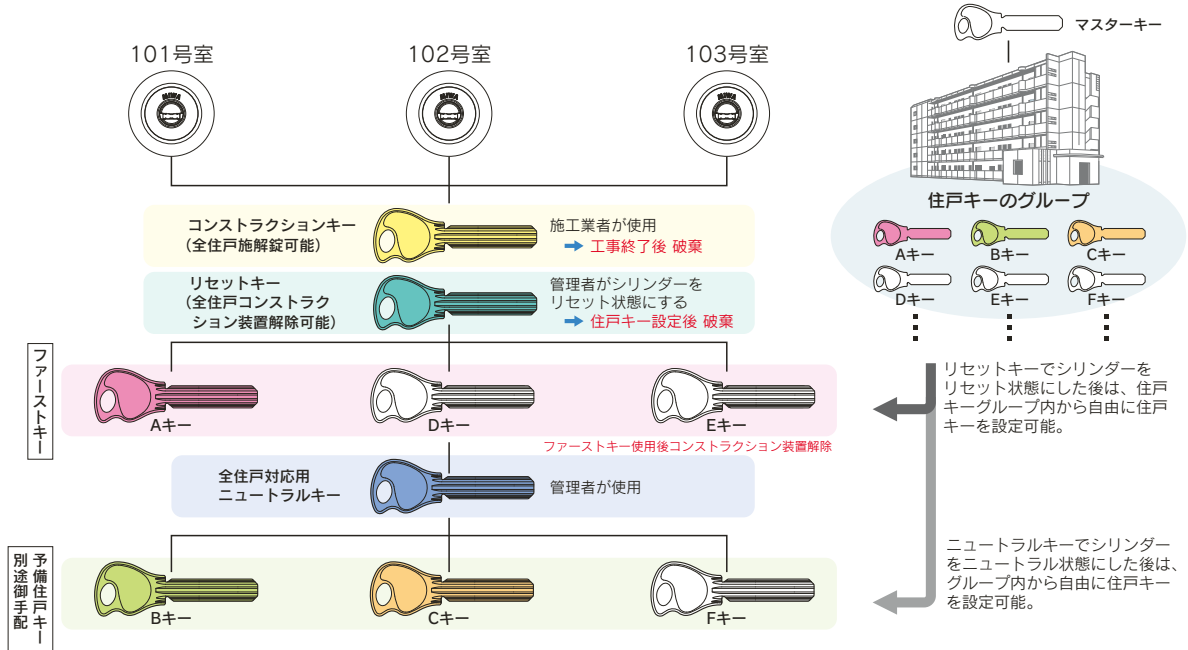 マスターキー
101号室
102号室
103号室
MIWA
MIWA
MIWA
コンストラクションキー
(全住戸施解錠可能)
施工業者が使用
➡ 工事終了後 破棄
リセットキー
(全住戸コンストラク
ション装置解除可能)
管理者がシリンダーを
リセット状態にする
➡ 住戸キー設定後 破棄
住戸キーのグループ
Aキー
Bキー
Cキー
Dキー
Eキー
Fキー
ファーストキー
Aキー
Dキー
Eキー
ファーストキー使用後コンストラクション装置解除
リセットキーでシリンダーを
リセット状態にした後は、住戸
キーグループ内から自由に住戸
キーを設定可能。
全住戸対応用
ニュートラルキー
管理者が使用
予備住戸キー
別途御手配
Bキー
Cキー
Fキー
ニュートラルキーでシリンダー
をニュートラル状態にした後は、
グループ内から自由に住戸キー
を設定可能。